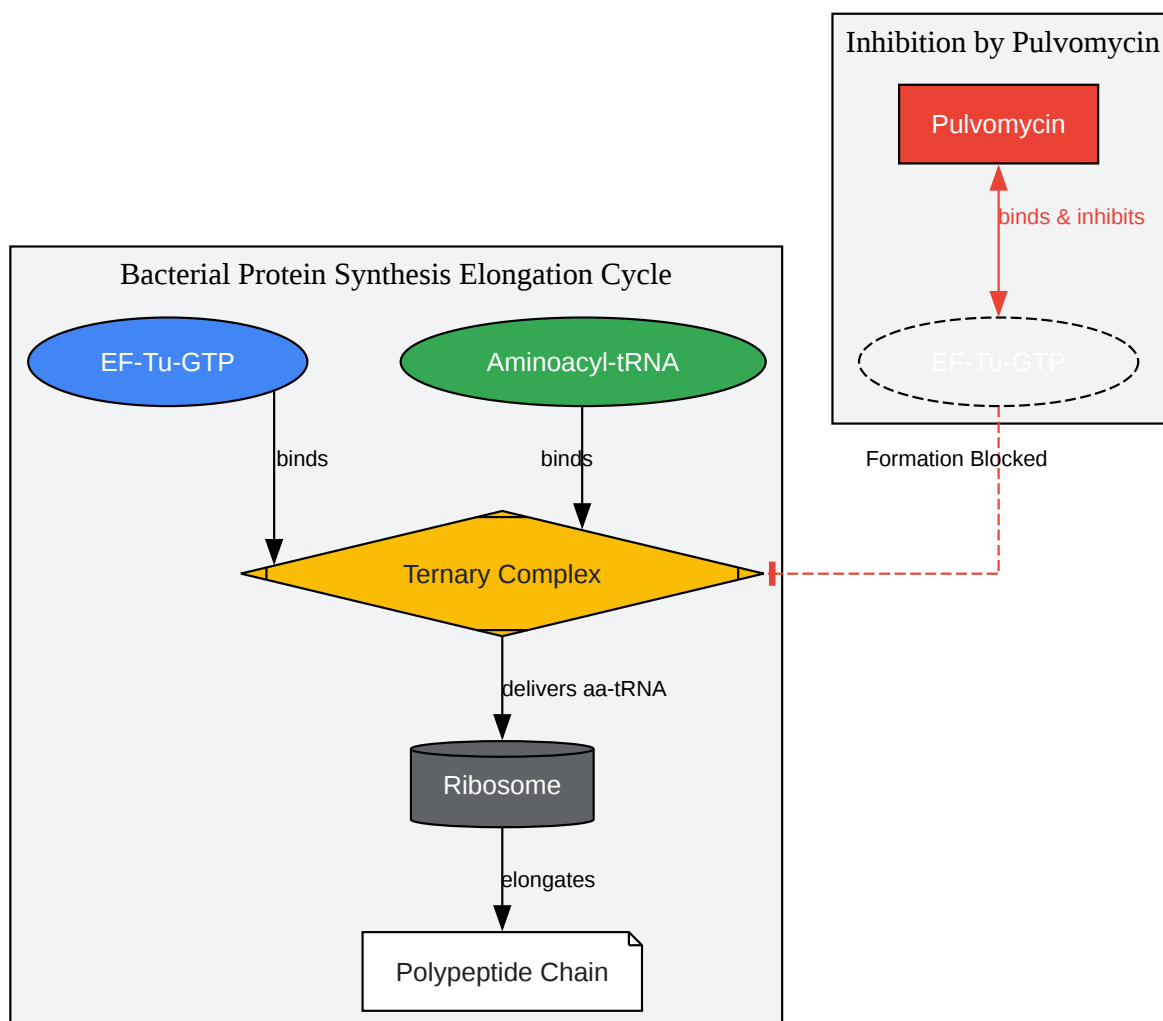 Inhibition by Pulvomycin
Pulvomycin
binds & inhibits
EF-Tu-GTP
Formation Blocked
Bacterial Protein Synthesis Elongation Cycle
EF-Tu-GTP
Aminoacyl-tRNA
binds
binds
Ternary Complex
delivers aa-tRNA
Ribosome
elongates
Polypeptide Chain